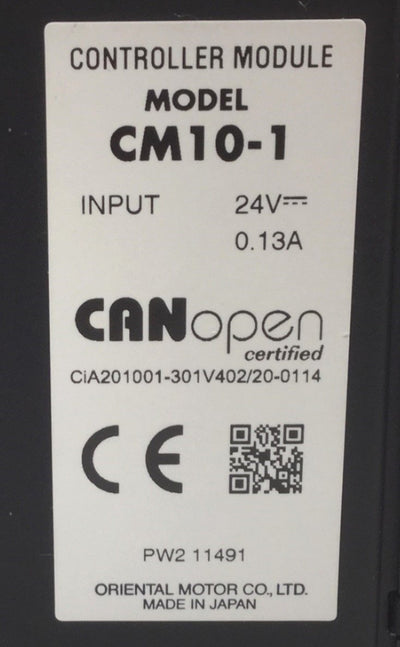 CONTROLLER MODULE
MODEL
CM10-1
INPUT 24V⎓
0.13A
CANopen
certified
CiA201001-301V402/20-0114
CE
PW2 11491
ORIENTAL MOTOR CO., LTD.
MADE IN JAPAN